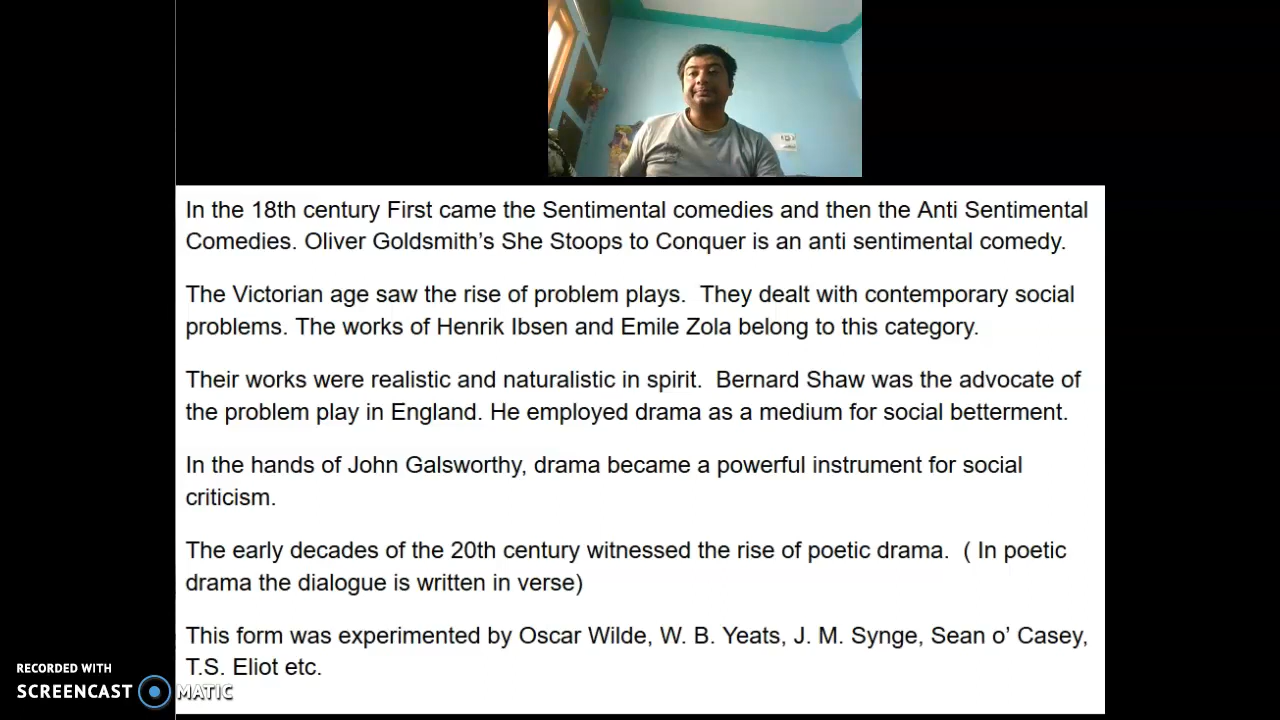 In the 18th century First came the Sentimental comedies and then the Anti Sentimental
Comedies. Oliver Goldsmith's She Stoops to Conquer is an anti sentimental comedy.
The Victorian age saw the rise of problem plays.  They dealt with contemporary social
problems. The works of Henrik Ibsen and Emile Zola belong to this category.
Their works were realistic and naturalistic in spirit.  Bernard Shaw was the advocate of
the problem play in England. He employed drama as a medium for social betterment.
In the hands of John Galsworthy, drama became a powerful instrument for social
criticism.
The early decades of the 20th century witnessed the rise of poetic drama.  ( In poetic
drama the dialogue is written in verse)
This form was experimented by Oscar Wilde, W. B. Yeats, J. M. Synge, Sean o' Casey,
T.S. Eliot etc.
RECORDED WITH
SCREENCAST MATIC